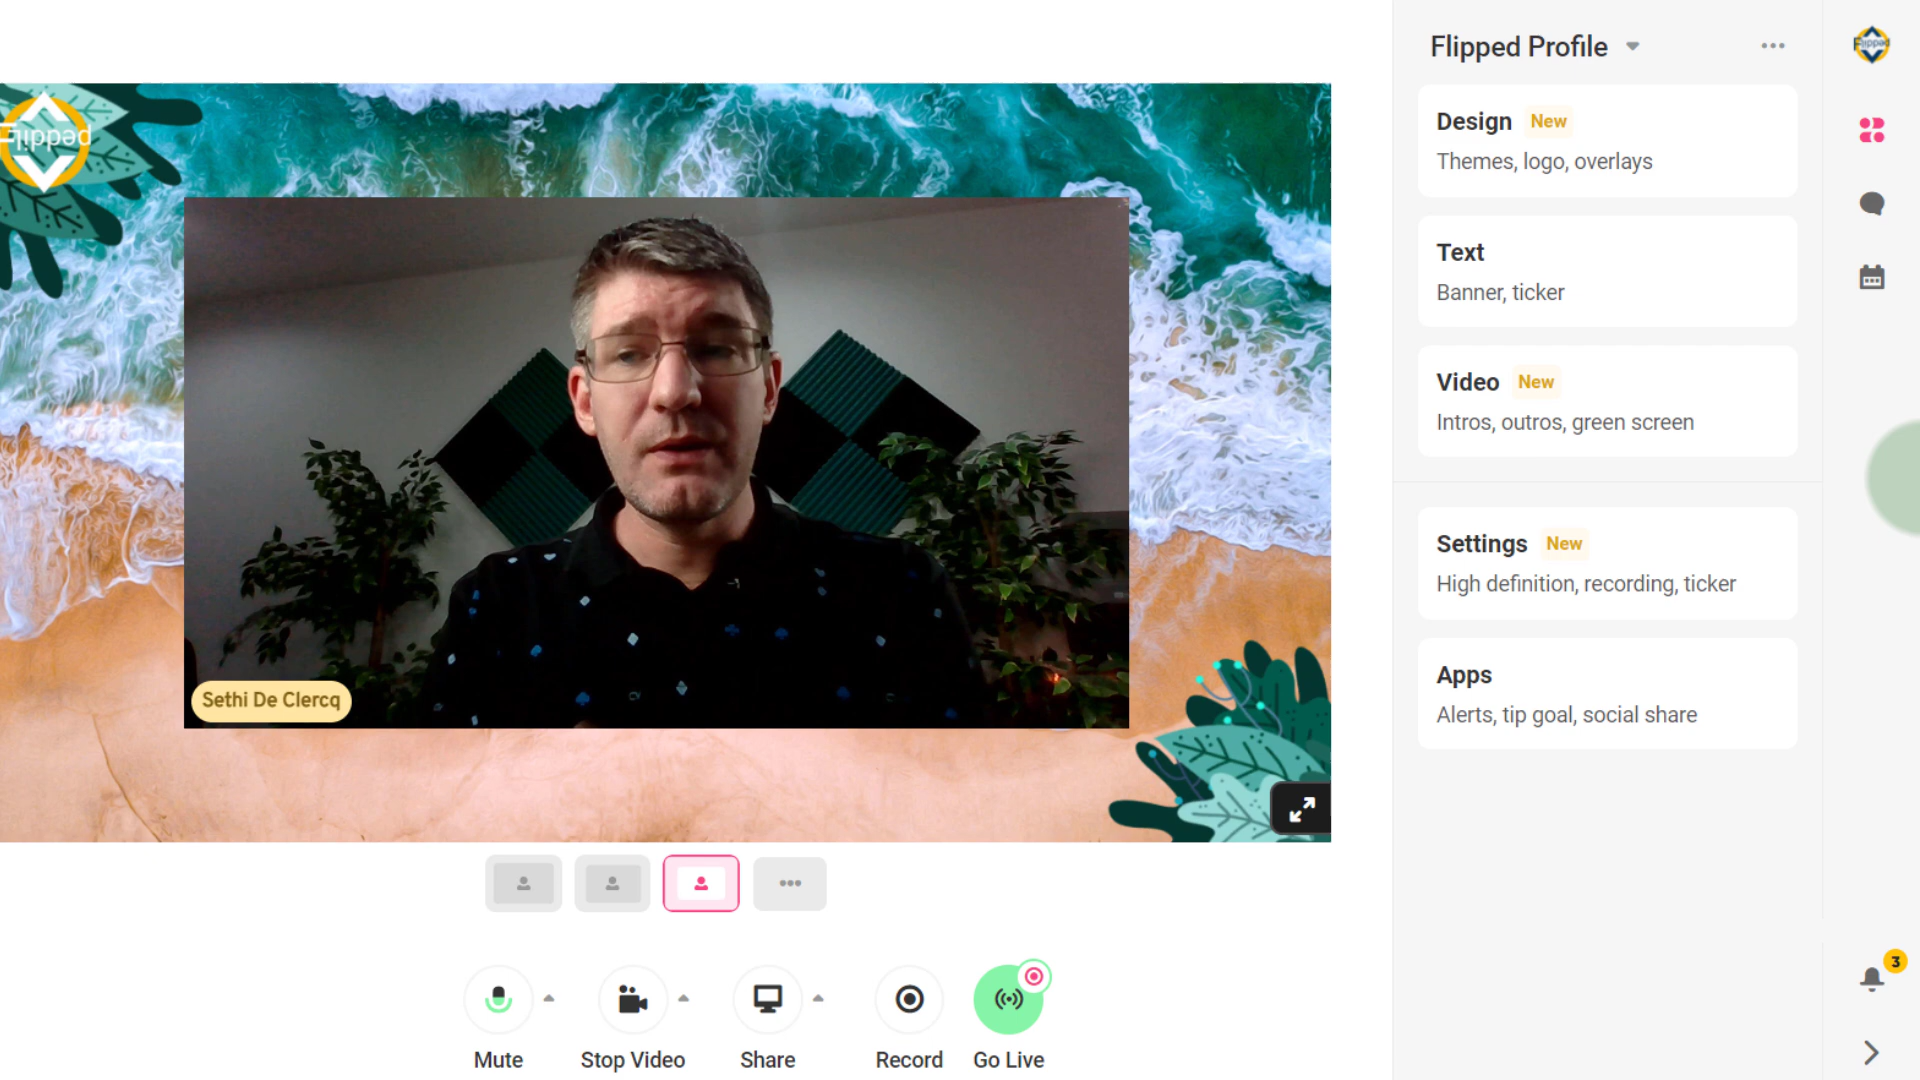 Flipped
Sethi De Clercq
Mute
Stop Video
Share
Record
Go Live
Flipped Profile
Design New
Themes, logo, overlays
Text
Banner, ticker
Video New
Intros, outros, green screen
Settings New
High definition, recording, ticker
Apps
Alerts, tip goal, social share
Flipped
3